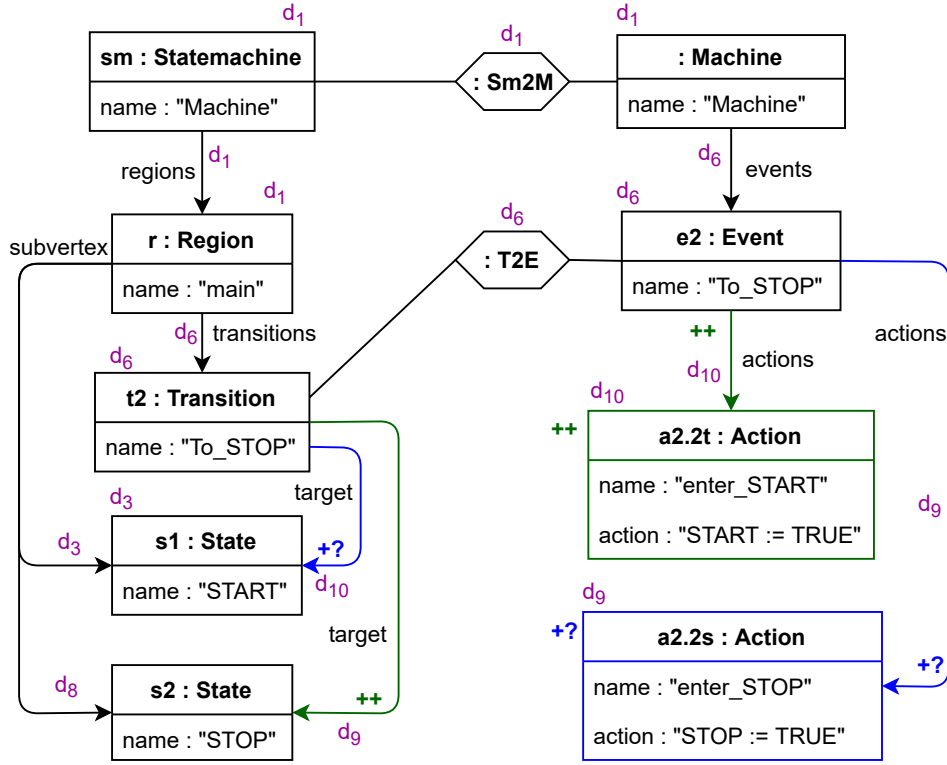 d1
d1
d1
sm : Statemachine
: Sm2M
: Machine
name : "Machine"
name : "Machine"
d1
regions
d6
events
d1
d6
d6
subvertex
r : Region
: T2E
e2 : Event
name : "main"
name : "To_STOP"
d6
transitions
++
actions
actions
d6
d10
d10
t2 : Transition
++
a2.2t : Action
name : "To_STOP"
name : "enter_START"
target
d3
d9
d3
s1 : State
+?
action : "START := TRUE"
name : "START"
d10
d9
target
+?
a2.2s : Action
+?
d8
s2 : State
++
name : "enter_STOP"
d9
name : "STOP"
action : "STOP := TRUE"